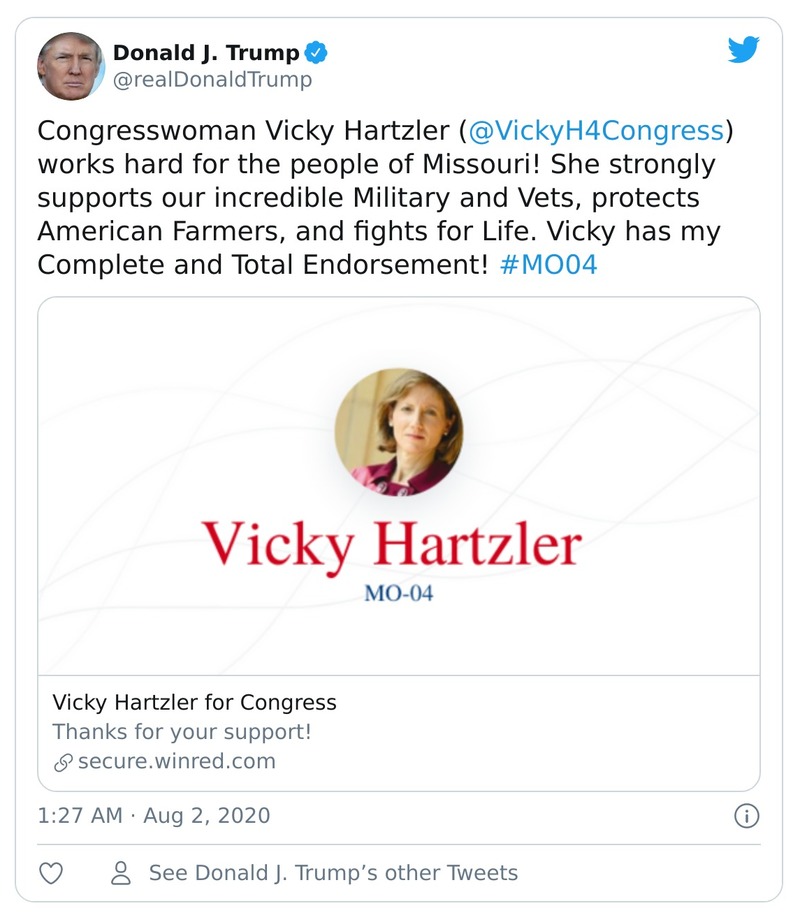 Donald J. Trump
@realDonaldTrump
Congresswoman Vicky Hartzler (@VickyH4Congress)
works hard for the people of Missouri! She strongly
supports our incredible Military and Vets, protects
American Farmers, and fights for Life. Vicky has my
Complete and Total Endorsement! #MO04
Vicky Hartzler
MO-04
Vicky Hartzler for Congress
Thanks for your support!
secure.winred.com
1:27 AM · Aug 2, 2020
See Donald J. Trump’s other Tweets